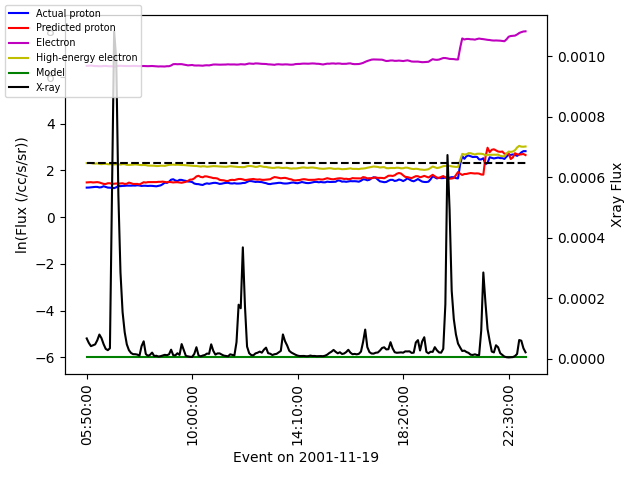 Actual proton
Predicted proton
Electron
High-energy electron
Model
X-ray
ln(Flux (/cc/s/sr))
4
2
0
−2
−4
−6
0.0010
0.0008
0.0006
0.0004
0.0002
0.0000
Xray Flux
05:50:00
10:00:00
14:10:00
18:20:00
22:30:00
Event on 2001-11-19